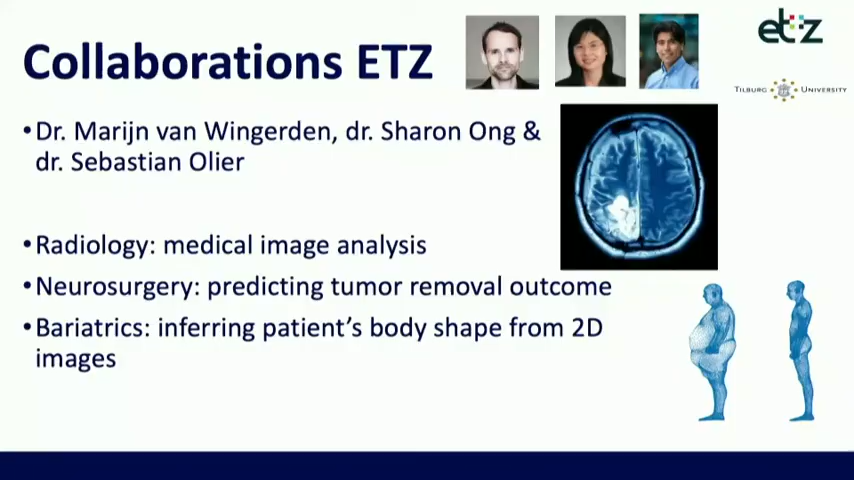 Collaborations ETZ
etz
TILBURG UNIVERSITY
•Dr. Marijn van Wingerden, dr. Sharon Ong &
dr. Sebastian Olier
•Radiology: medical image analysis
•Neurosurgery: predicting tumor removal outcome
•Bariatrics: inferring patient’s body shape from 2D
images